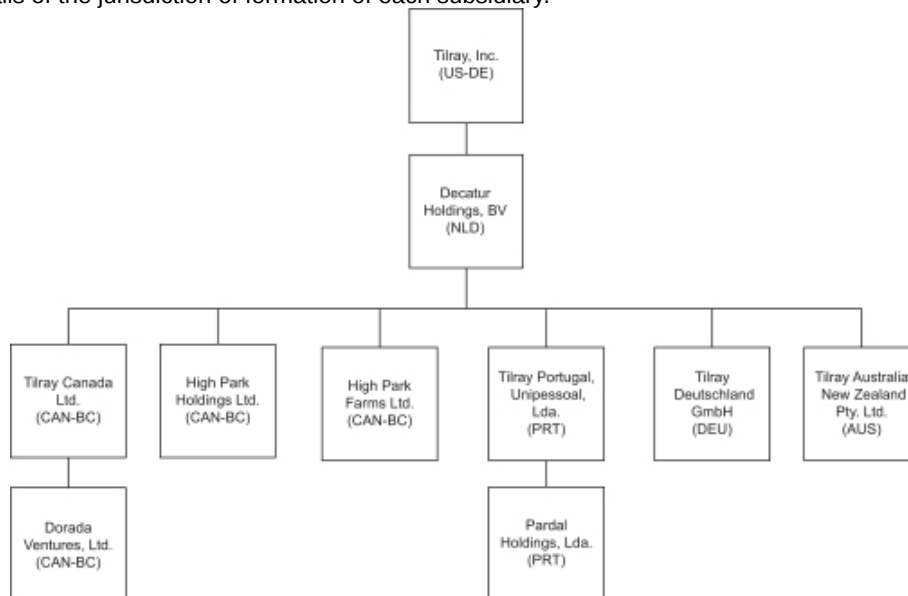 ails of the jurisdiction of formation of each subsidiary.
Tilray, Inc.
(US-DE)
Decatur
Holdings, BV
(NLD)
Tilray Canada
Ltd.
(CAN-BC)
High Park
Holdings Ltd.
(CAN-BC)
High Park
Farms Ltd.
(CAN-BC)
Tilray Portugal,
Unipessoal,
Lda.
(PRT)
Tilray
Deutschland
GmbH
(DEU)
Tilray Australia
New Zealand
Pty. Ltd.
(AUS)
Dorada
Ventures, Ltd.
(CAN-BC)
Pardal
Holdings, Lda.
(PRT)